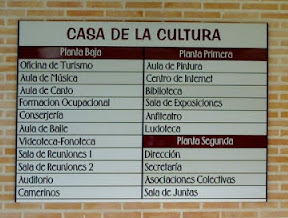 CASA DE LA CULTURA
Planta Baja
Oficina de Turismo
Aula de Música
Aula de Canto
Formacion Ocupacional
Conserjería
Aula de Baile
Videoteca-Fonoteca
Sala de Reuniones 1
Sala de Reuniones 2
Auditorio
Camerinos
Planta Primera
Aula de Pintura
Centro de Internet
Biblioteca
Sala de Exposiciones
Anfiteatro
Ludoteca
Planta Segunda
Dirección
Secretaría
Asociaciones Colectivas
Sala de Juntas